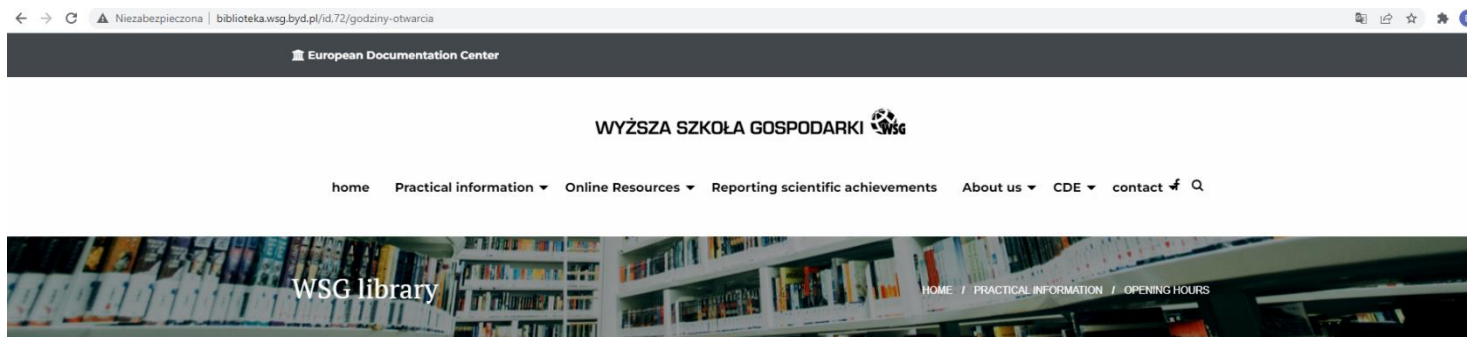 Niezabezpieczona | biblioteka.wsg.byd.pl/id.72/godziny-otwarcia
European Documentation Center
WYŻSZA SZKOŁA GOSPODARKI WSG
home Practical information Online Resources Reporting scientific achievements About us CDE contact
WSG library
HOME / PRACTICAL INFORMATION / OPENING HOURS